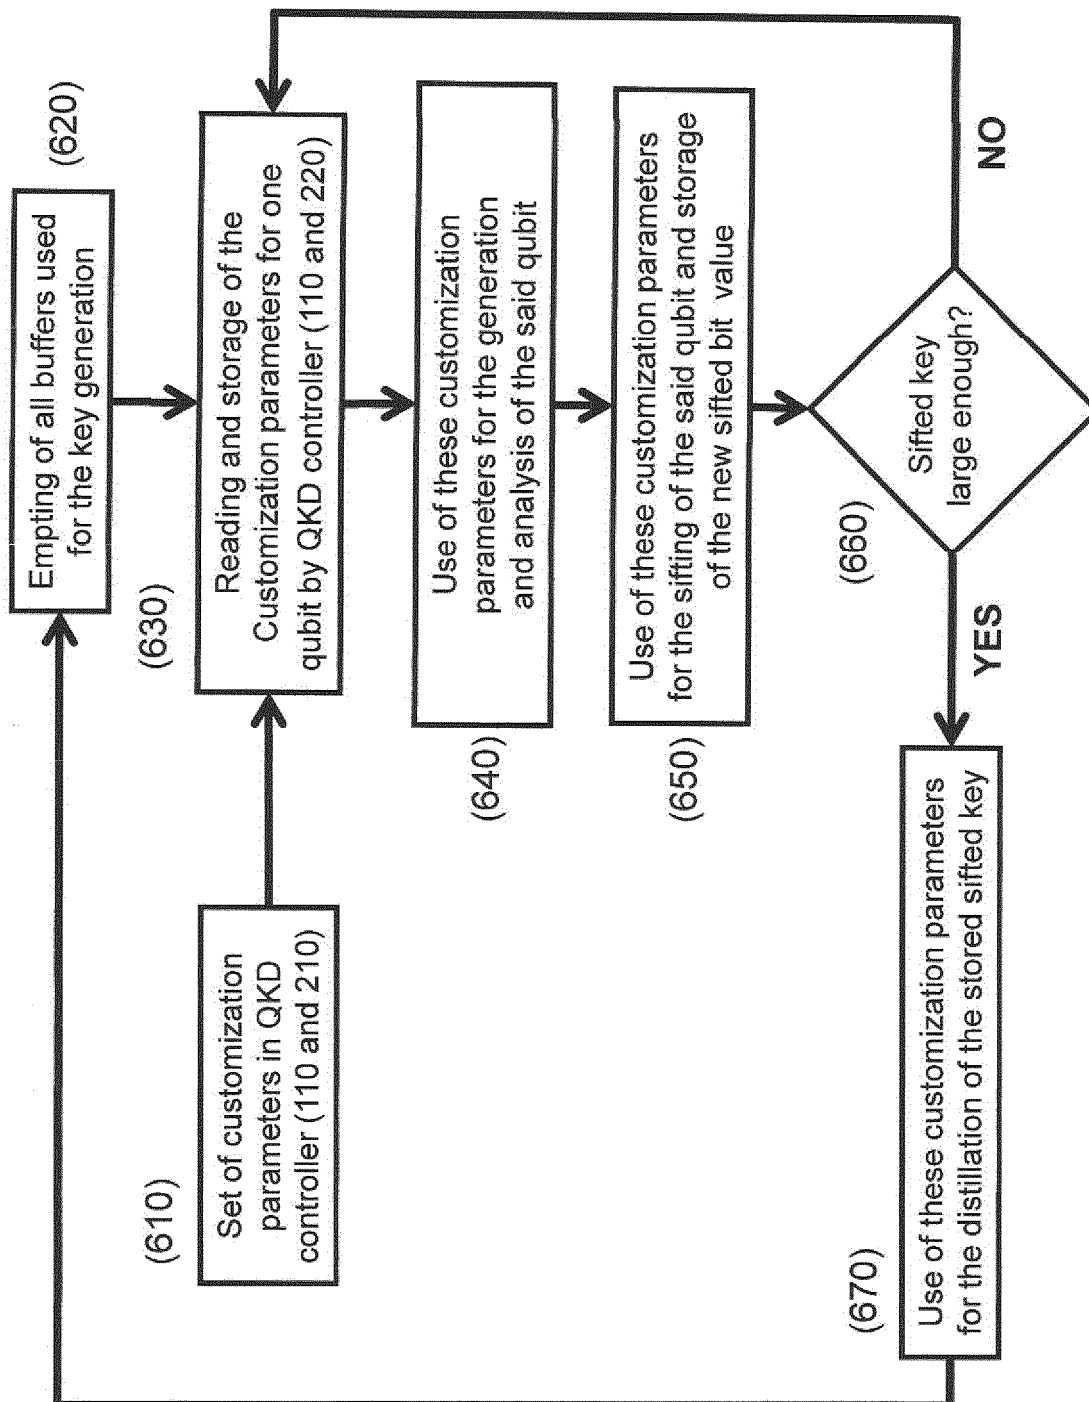 (620)
Empting of all buffers used
for the key generation
(630)
Reading and storage of the
Customization parameters for one
qubit by QKD controller (110 and 220)
(610)
Set of customization
parameters in QKD
controller (110 and 210)
(640)
Use of these customization
parameters for the generation
and analysis of the said qubit
(650)
Use of these customization parameters
for the sifting of the said qubit and storage
of the new sifted bit value
(660)
Sifted key
large enough?
NO
YES
(670)
Use of these customization parameters
for the distillation of the stored sifted key